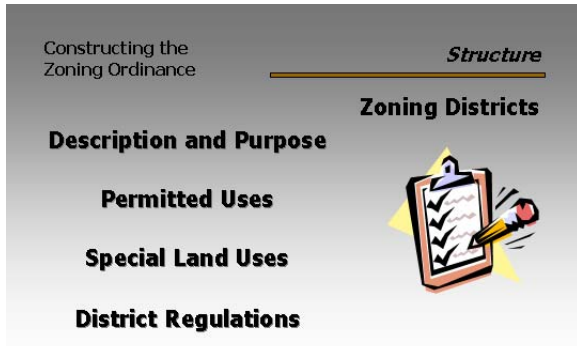 Constructing the
Zoning Ordinance
Structure
Zoning Districts
Description and Purpose
Permitted Uses
Special Land Uses
District Regulations